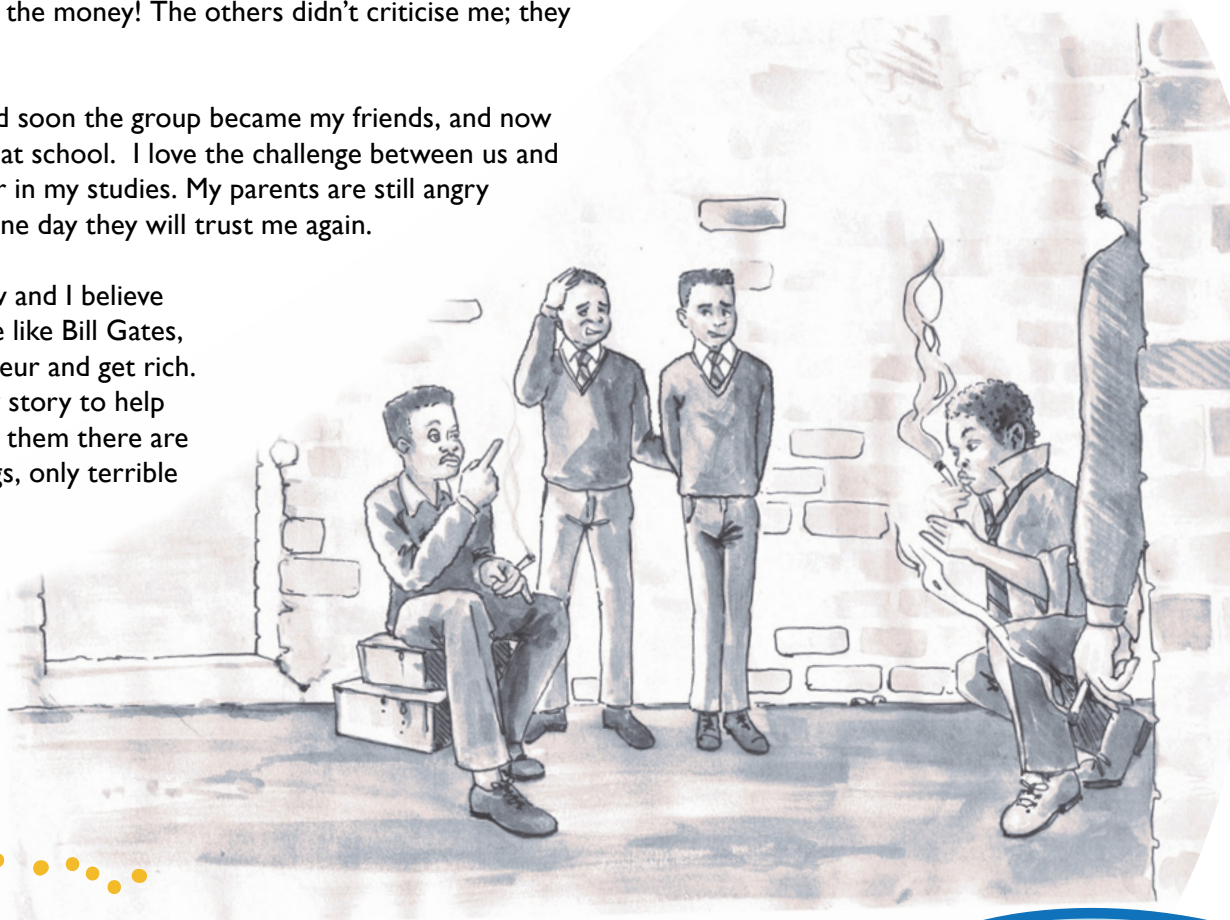 the money! The others didn’t criticise me; they
d soon the group became my friends, and now
at school. I love the challenge between us and
r in my studies. My parents are still angry
ne day they will trust me again.
and I believe
like Bill Gates,
eur and get rich.
story to help
them there are
s, only terrible